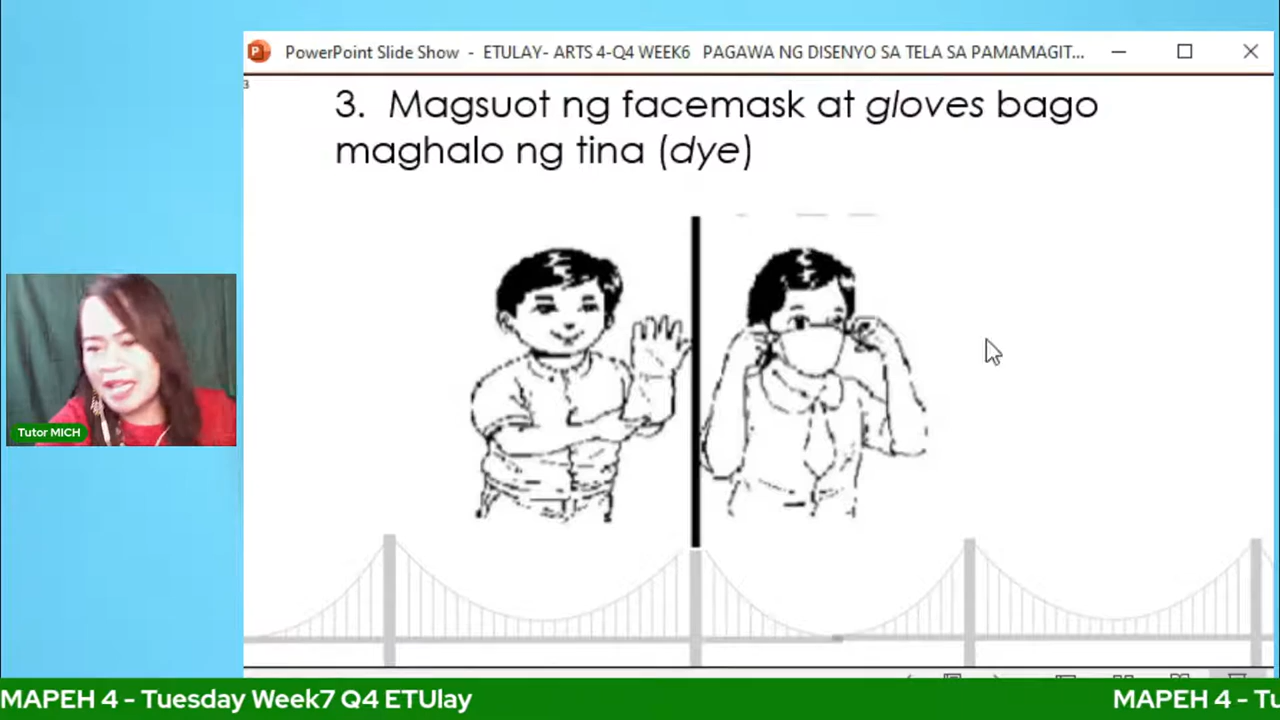 PowerPoint Slide Show - ETULAY- ARTS 4-Q4 WEEK6 PAGAWA NG DISENYO SA TELA SA PAMAMAGIT...
3
3. Magsuot ng facemask at gloves bago
maghalo ng tina (dye)
Tutor MICH
MAPEH 4 - Tuesday Week7 Q4 ETUlay
MAPEH 4 - Tu